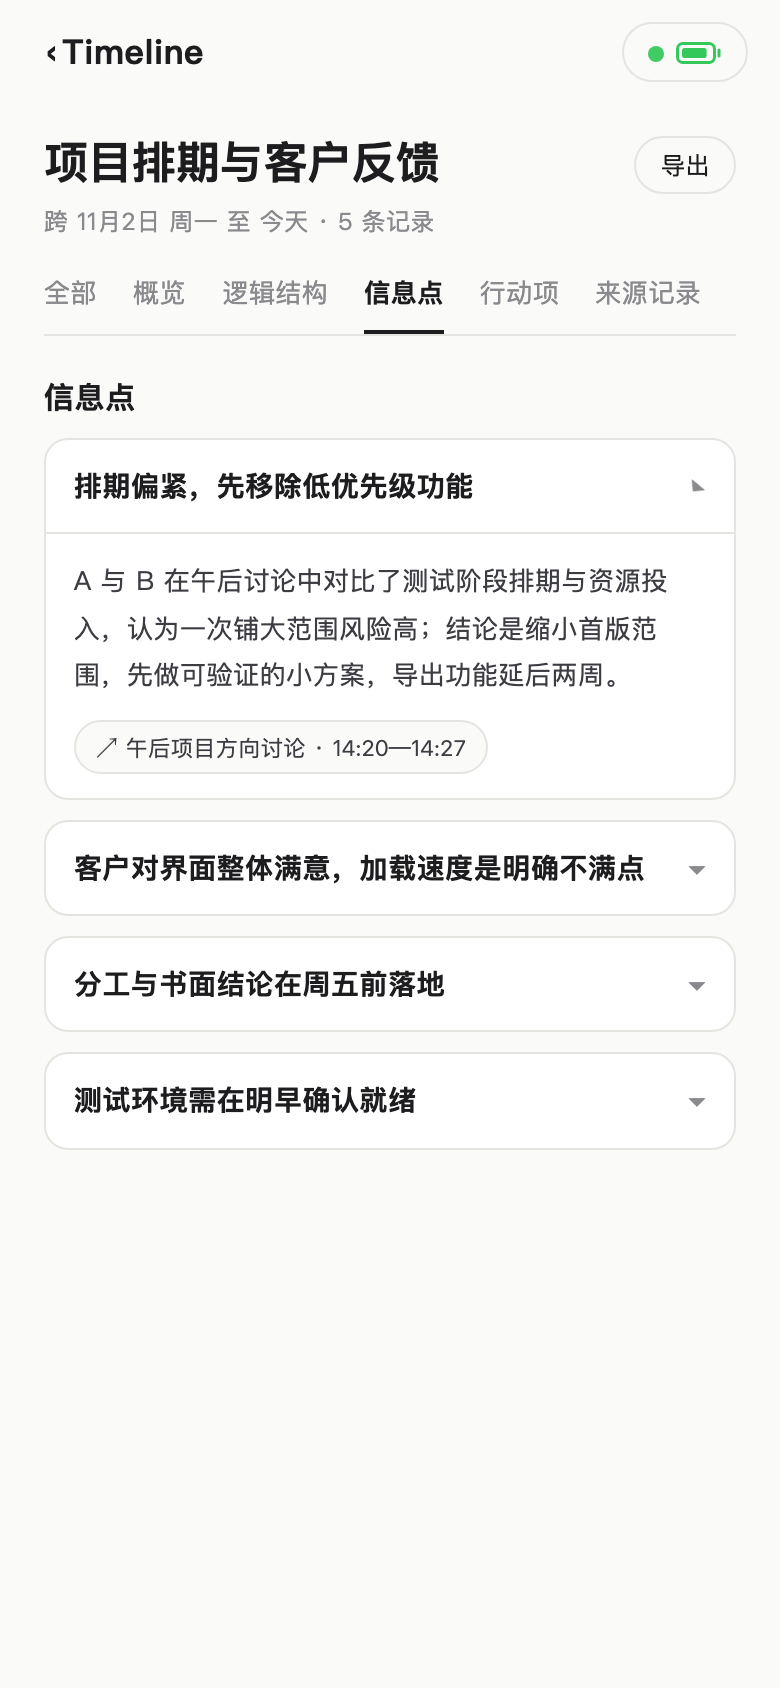 ‹ Timeline
项目排期与客户反馈
导出
跨 11月2日 周一 至 今天 · 5 条记录
全部 概览 逻辑结构 信息点 行动项 来源记录
信息点
排期偏紧，先移除低优先级功能
A 与 B 在午后讨论中对比了测试阶段排期与资源投
入，认为一次铺大范围风险高；结论是缩小首版范
围，先做可验证的小方案，导出功能延后两周。
↗ 午后项目方向讨论 · 14:20—14:27
客户对界面整体满意，加载速度是明确不满点
分工与书面结论在周五前落地
测试环境需在明早确认就绪